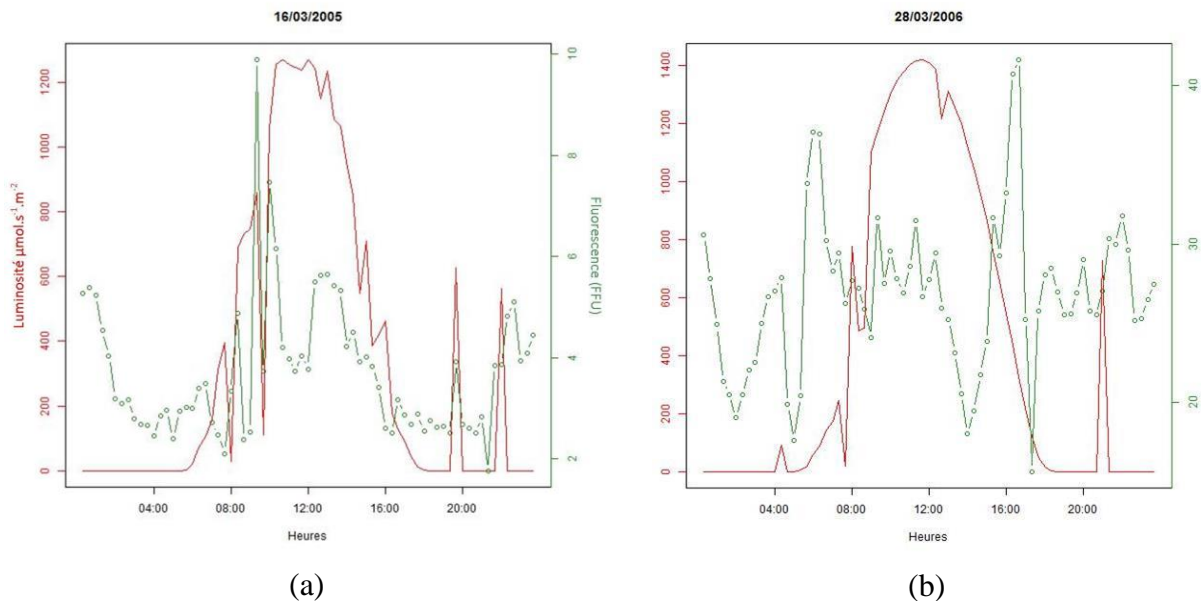 16/03/2005
28/03/2006
Luminosité µmol.s⁻¹.m⁻²
0 200 400 600 800 1000 1200
2 4 6 8 10
Fluorescence (FFU)
04:00 08:00 12:00 16:00 20:00
Heures
0 200 400 600 800 1000 1200 1400
20 30 40
04:00 08:00 12:00 16:00 20:00
Heures
(a)
(b)